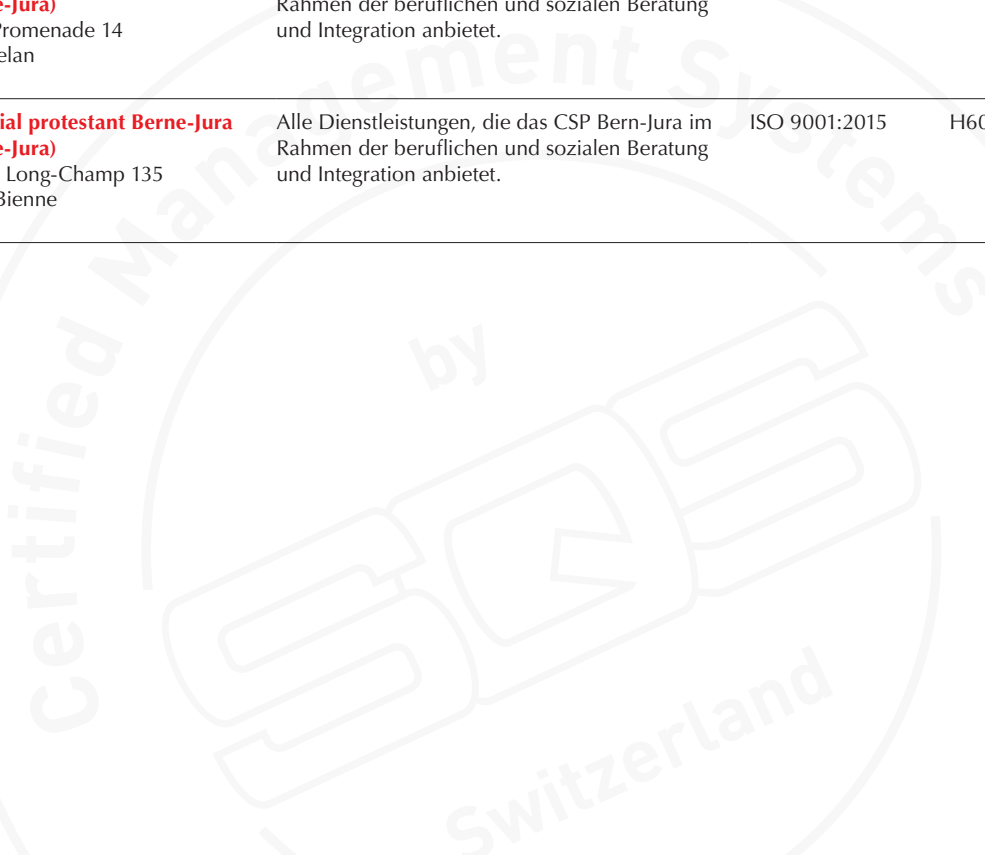 e-Jura)
Promenade 14
elan
Rahmen der beruflichen und sozialen Beratung
und Integration anbietet.
ial protestant Berne-Jura
e-Jura)
Long-Champ 135
Bienne
Alle Dienstleistungen, die das CSP Bern-Jura im
Rahmen der beruflichen und sozialen Beratung
und Integration anbietet.
ISO 9001:2015
H60
Certified Management Systems
by
SQS
Switzerland